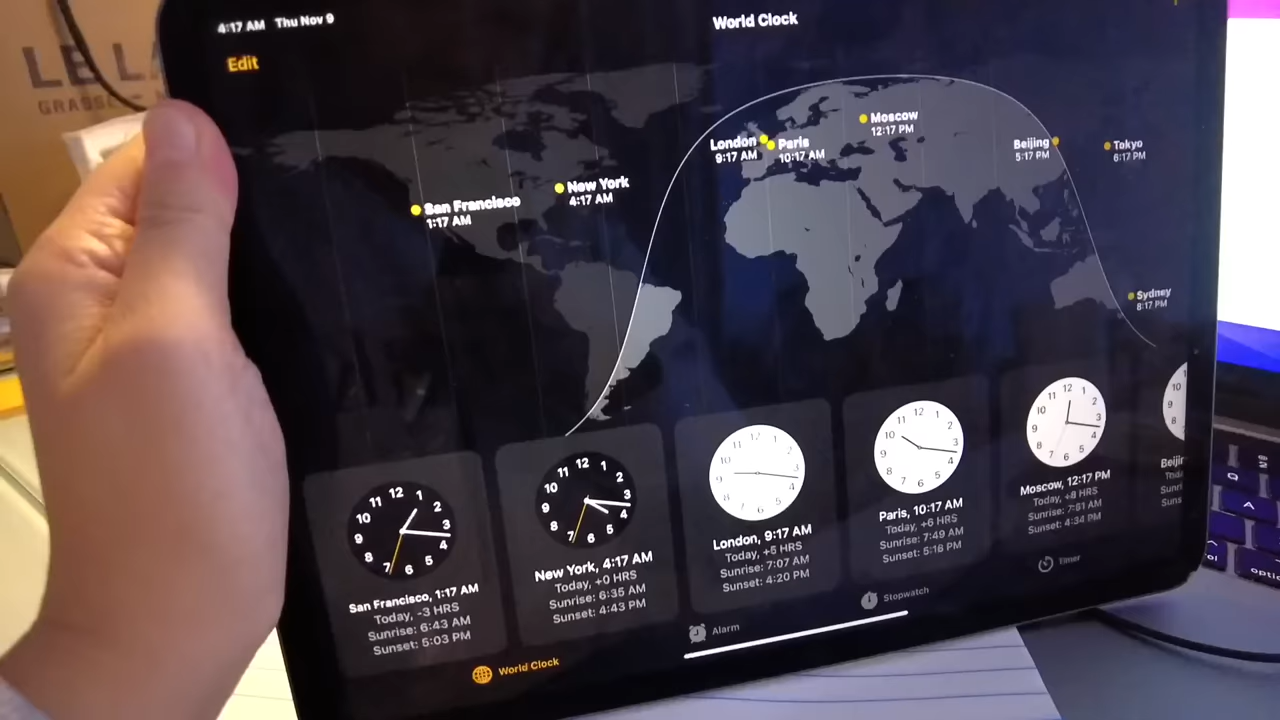 4:17 AM Thu Nov 9
World Clock
Edit
LE LA
San Francisco
1:17 AM
New York
4:17 AM
London
9:17 AM
Paris
10:17 AM
Moscow
12:17 PM
Beijing
5:17 PM
Tokyo
6:17 PM
Sydney
8:17 PM
San Francisco, 1:17 AM
Today, -3 HRS
Sunrise: 6:43 AM
Sunset: 5:03 PM
New York, 4:17 AM
Today, +0 HRS
Sunrise: 6:35 AM
Sunset: 4:43 PM
London, 9:17 AM
Today, +5 HRS
Sunrise: 7:07 AM
Sunset: 4:20 PM
Paris, 10:17 AM
Today, +6 HRS
Sunrise: 7:49 AM
Sunset: 5:16 PM
Moscow, 12:17 PM
Today, +8 HRS
Sunset: 4:34 PM
World Clock
Alarm
Stopwatch
Timer
Q
A